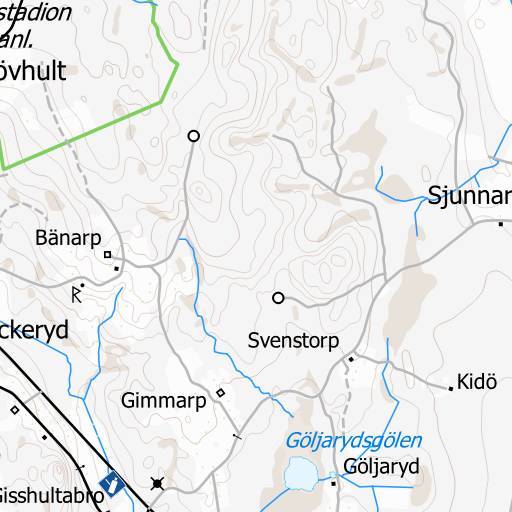 stadion
anl.
övhult
Sjunnar
Bänarp
ckeryd
Svenstorp
Kidö
Gimmarp
Göljarydsgölen
Göljaryd
Gisshultabro